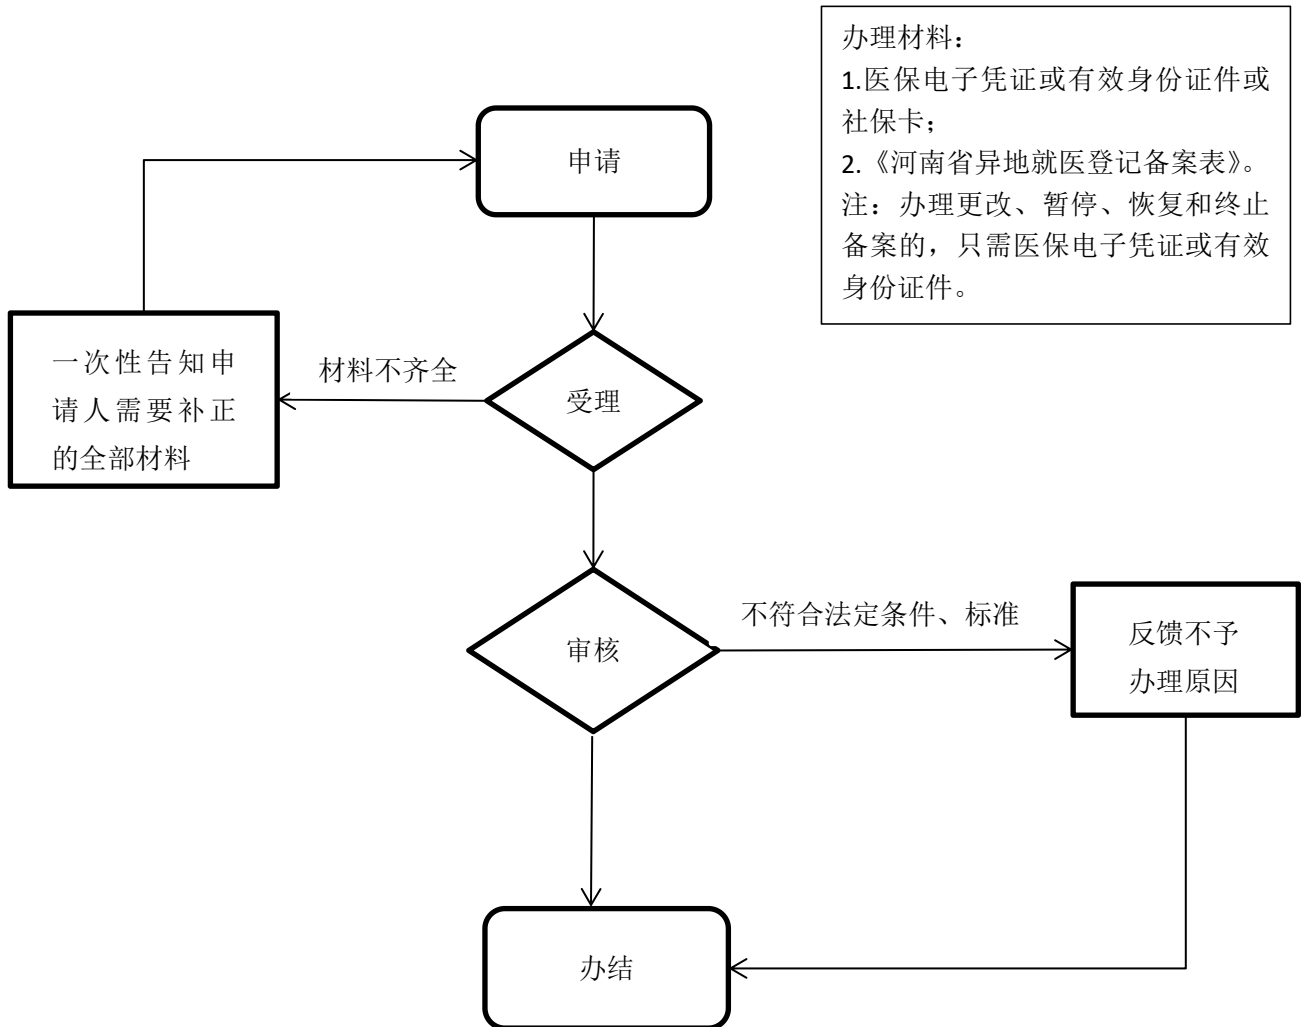 办理材料：
1.医保电子凭证或有效身份证件或
社保卡；
2.《河南省异地就医登记备案表》。
注：办理更改、暂停、恢复和终止
备案的，只需医保电子凭证或有效
身份证件。
申请
一次性告知申
请人需要补正
的全部材料
材料不齐全
受理
不符合法定条件、标准
审核
反馈不予
办理原因
办结